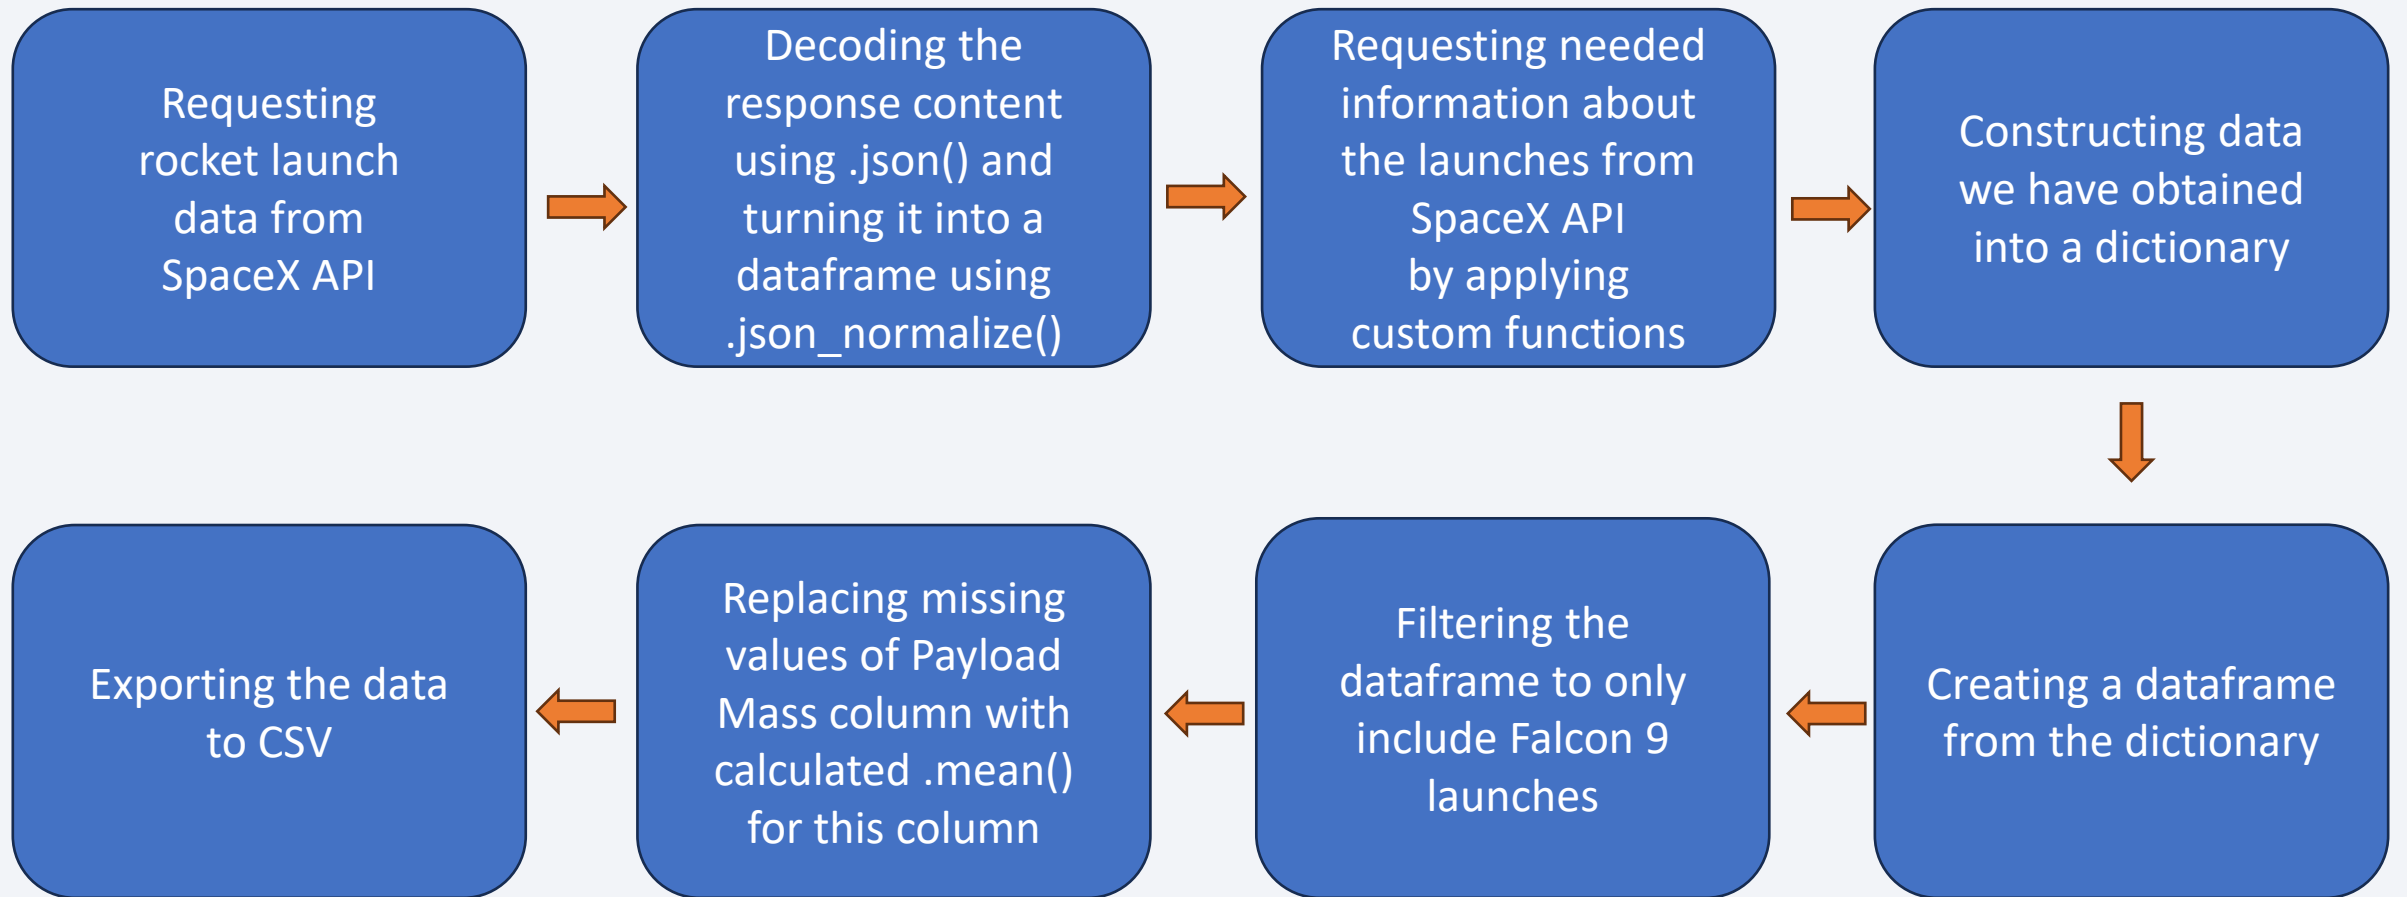 Requesting
rocket launch
data from
SpaceX API
Decoding the
response content
using .json() and
turning it into a
dataframe using
.json_normalize()
Requesting needed
information about
the launches from
SpaceX API
by applying
custom functions
Constructing data
we have obtained
into a dictionary
Creating a dataframe
from the dictionary
Filtering the
dataframe to only
include Falcon 9
launches
Replacing missing
values of Payload
Mass column with
calculated .mean()
for this column
Exporting the data
to CSV